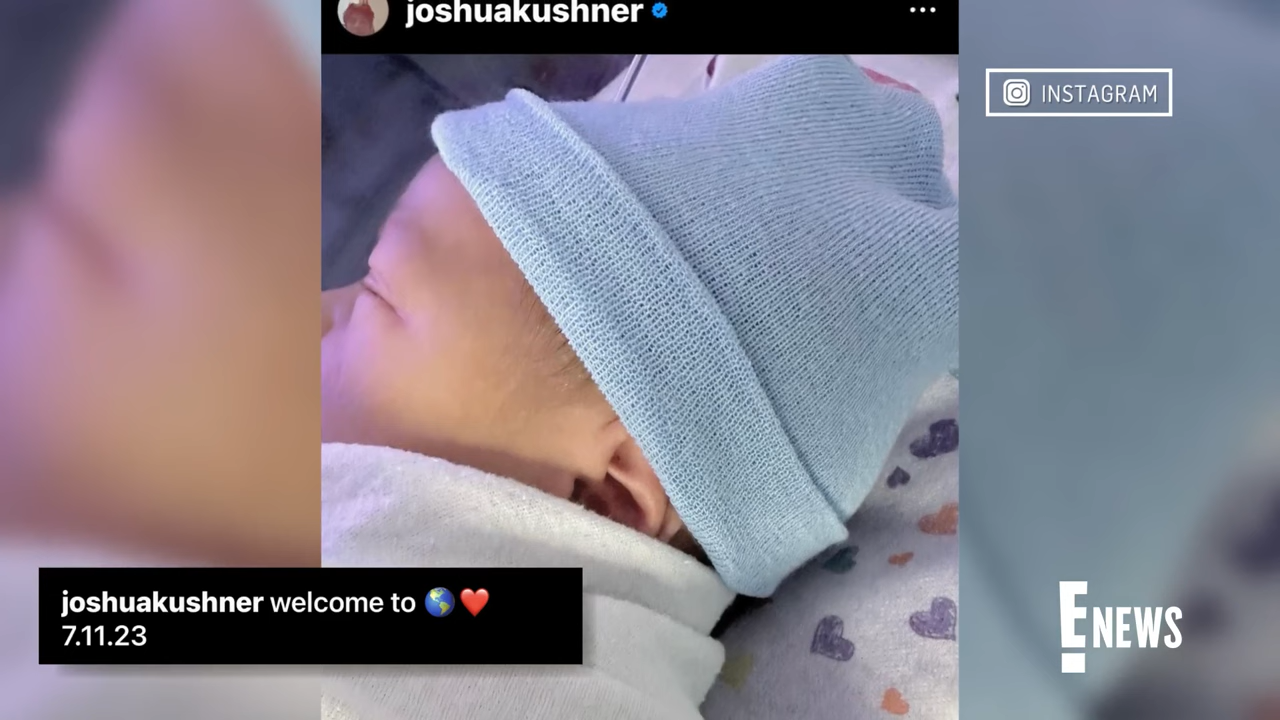 joshuakushner
INSTAGRAM
joshuakushner welcome to 🌎❤️
7.11.23
E NEWS